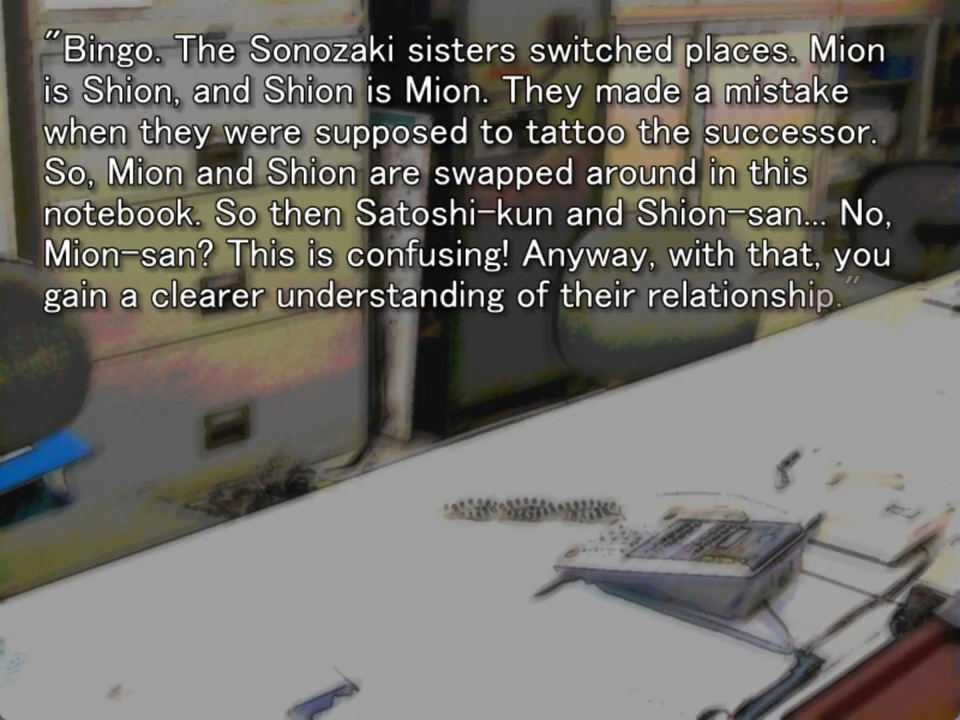 "Bingo. The Sonozaki sisters switched places. Mion
is Shion, and Shion is Mion. They made a mistake
when they were supposed to tattoo the successor.
So, Mion and Shion are swapped around in this
notebook. So then Satoshi-kun and Shion-san... No,
Mion-san? This is confusing! Anyway, with that, you
gain a clearer understanding of their relationship."